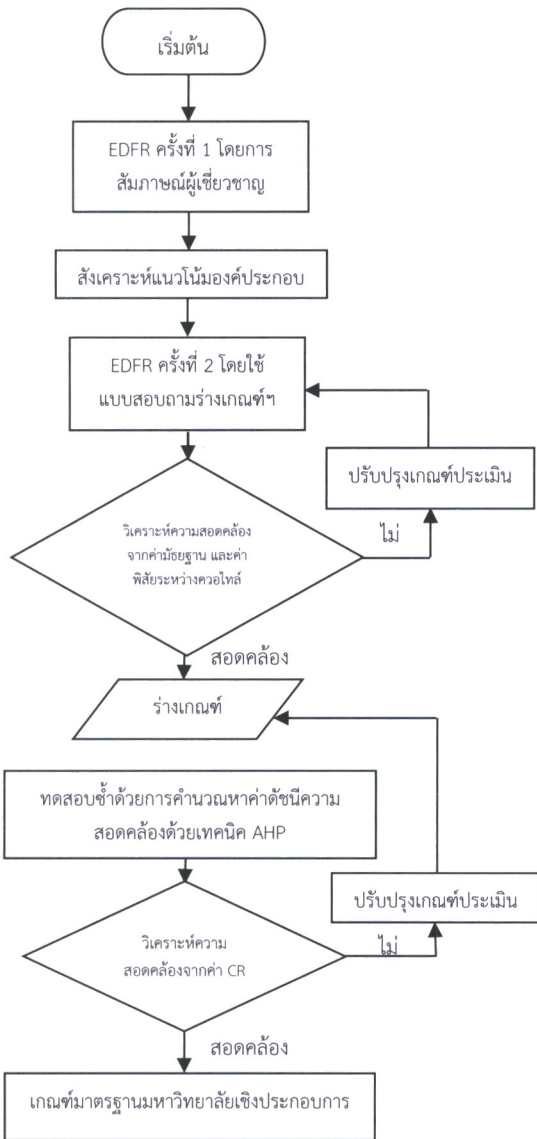 เริ่มต้น
EDFR ครั้งที่ 1 โดยการ
สัมภาษณ์ผู้เชี่ยวชาญ
สังเคราะห์แนวโน้มองค์ประกอบ
EDFR ครั้งที่ 2 โดยใช้
แบบสอบถามร่างเกณฑ์ฯ
ปรับปรุงเกณฑ์ประเมิน
ไม่
วิเคราะห์ความสอดคล้อง
จากค่ามัธยฐาน และค่า
พิสัยระหว่างควอไทล์
สอดคล้อง
ร่างเกณฑ์
ทดสอบซ้ำด้วยการคำนวณหาค่าดัชนีความ
สอดคล้องด้วยเทคนิค AHP
ปรับปรุงเกณฑ์ประเมิน
ไม่
วิเคราะห์ความ
สอดคล้องจากค่า CR
สอดคล้อง
เกณฑ์มาตรฐานมหาวิทยาลัยเชิงประกอบการ